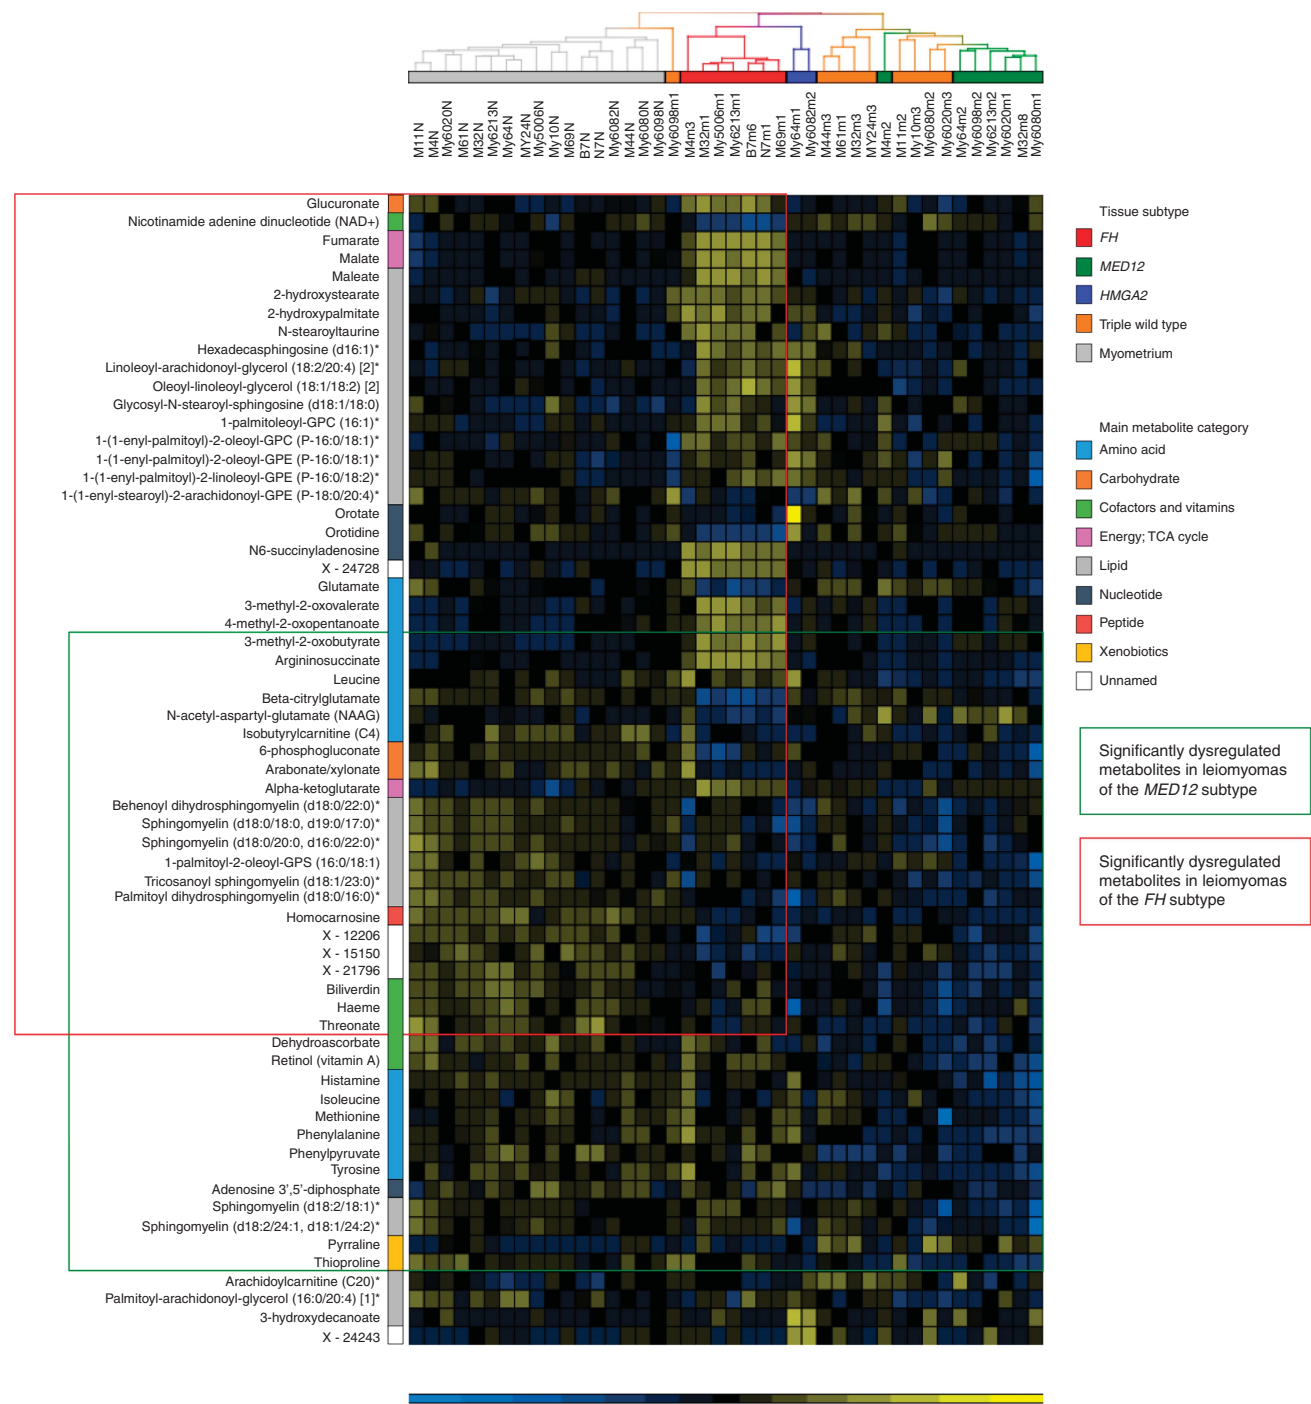 M11N
M4N
My6020N
M61N
M32N
My6213N
My64N
MY24N
My5006N
My10N
M69N
B7N
N7N
My6082N
M44N
My6080N
My6098N
My6098m1
M4m3
M32m1
My5006m1
My6213m1
B7m6
N7m1
M69m1
My64m1
My6082m2
M44m3
M61m1
M32m3
MY24m3
M4m2
M11m2
My10m3
My6080m2
My6020m3
My64m2
My6098m2
My6213m2
My6020m1
M32m8
My6080m1
Glucuronate
Nicotinamide adenine dinucleotide (NAD+)
Fumarate
Malate
Maleate
2-hydroxystearate
2-hydroxypalmitate
N-stearoyltaurine
Hexadecasphingosine (d16:1)*
Linoleoyl-arachidonoyl-glycerol (18:2/20:4) [2]*
Oleoyl-linoleoyl-glycerol (18:1/18:2) [2]
Glycosyl-N-stearoyl-sphingosine (d18:1/18:0)
1-palmitoleoyl-GPC (16:1)*
1-(1-enyl-palmitoyl)-2-oleoyl-GPC (P-16:0/18:1)*
1-(1-enyl-palmitoyl)-2-oleoyl-GPE (P-16:0/18:1)*
1-(1-enyl-palmitoyl)-2-linoleoyl-GPE (P-16:0/18:2)*
1-(1-enyl-stearoyl)-2-arachidonoyl-GPE (P-18:0/20:4)*
Orotate
Orotidine
N6-succinyladenosine
X - 24728
Glutamate
3-methyl-2-oxovalerate
4-methyl-2-oxopentanoate
3-methyl-2-oxobutyrate
Argininosuccinate
Leucine
Beta-citrylglutamate
N-acetyl-aspartyl-glutamate (NAAG)
Isobutyrylcarnitine (C4)
6-phosphogluconate
Arabonate/xylonate
Alpha-ketoglutarate
Behenoyl dihydrosphingomyelin (d18:0/22:0)*
Sphingomyelin (d18:0/18:0, d19:0/17:0)*
Sphingomyelin (d18:0/20:0, d16:0/22:0)*
1-palmityl-2-oleoyl-GPS (16:0/18:1)
Tricosanoyl sphingomyelin (d18:1/23:0)*
Palmitoyl dihydrosphingomyelin (d18:0/16:0)*
Homocarnosine
X - 12206
X - 15150
X - 21796
Biliverdin
Haeme
Threonate
Dehydroascorbate
Retinol (vitamin A)
Histamine
Isoleucine
Methionine
Phenylalanine
Phenylpyruvate
Tyrosine
Adenosine 3',5'-diphosphate
Sphingomyelin (d18:2/18:1)*
Sphingomyelin (d18:2/24:1, d18:1/24:2)*
Pyrraline
Thioproline
Arachidoylcarnitine (C20)*
Palmitoyl-arachidonoyl-glycerol (16:0/20:4) [1]*
3-hydroxydecanoate
X - 24243
Tissue subtype
FH
MED12
HMGA2
Triple wild type
Myometrium
Main metabolite category
Amino acid
Carbohydrate
Cofactors and vitamins
Energy; TCA cycle
Lipid
Nucleotide
Peptide
Xenobiotics
Unnamed
Significantly dysregulated
metabolites in leiomyomas
of the MED12 subtype
Significantly dysregulated
metabolites in leiomyomas
of the FH subtype